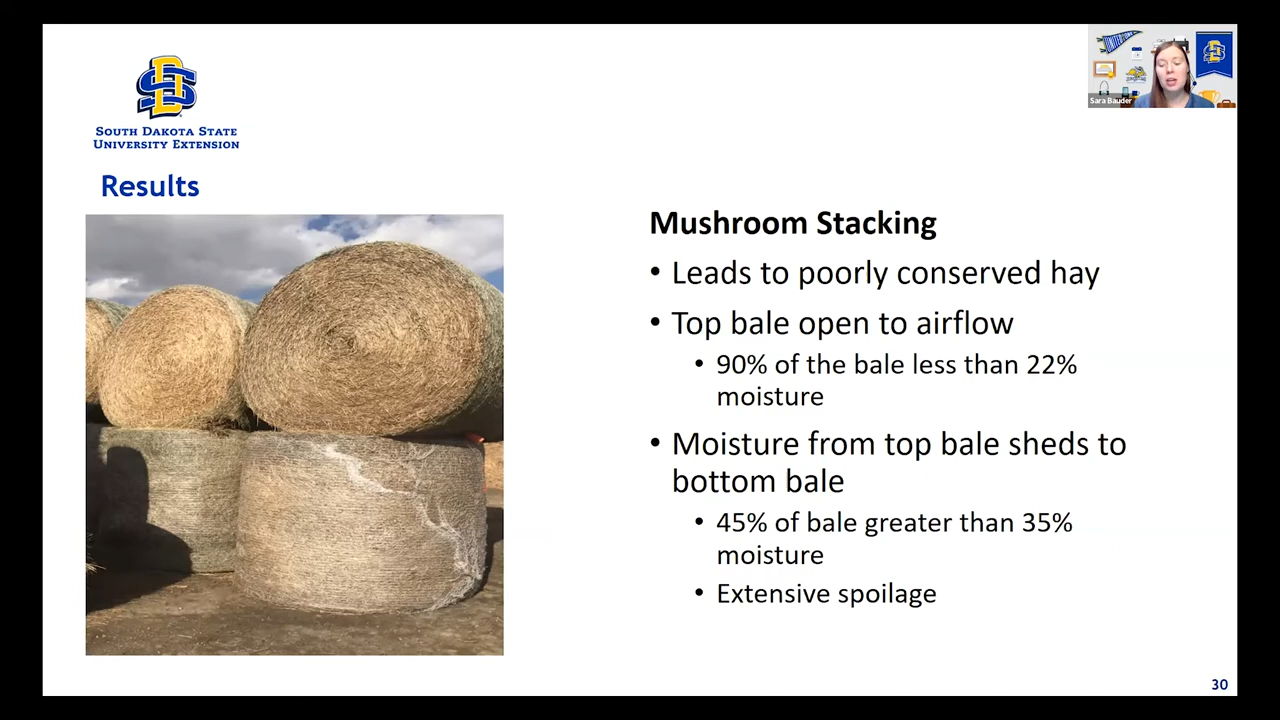 SOUTH DAKOTA STATE
UNIVERSITY EXTENSION
Results
Mushroom Stacking
• Leads to poorly conserved hay
• Top bale open to airflow
• 90% of the bale less than 22%
moisture
• Moisture from top bale sheds to
bottom bale
• 45% of bale greater than 35%
moisture
• Extensive spoilage
Sara Bauder
30